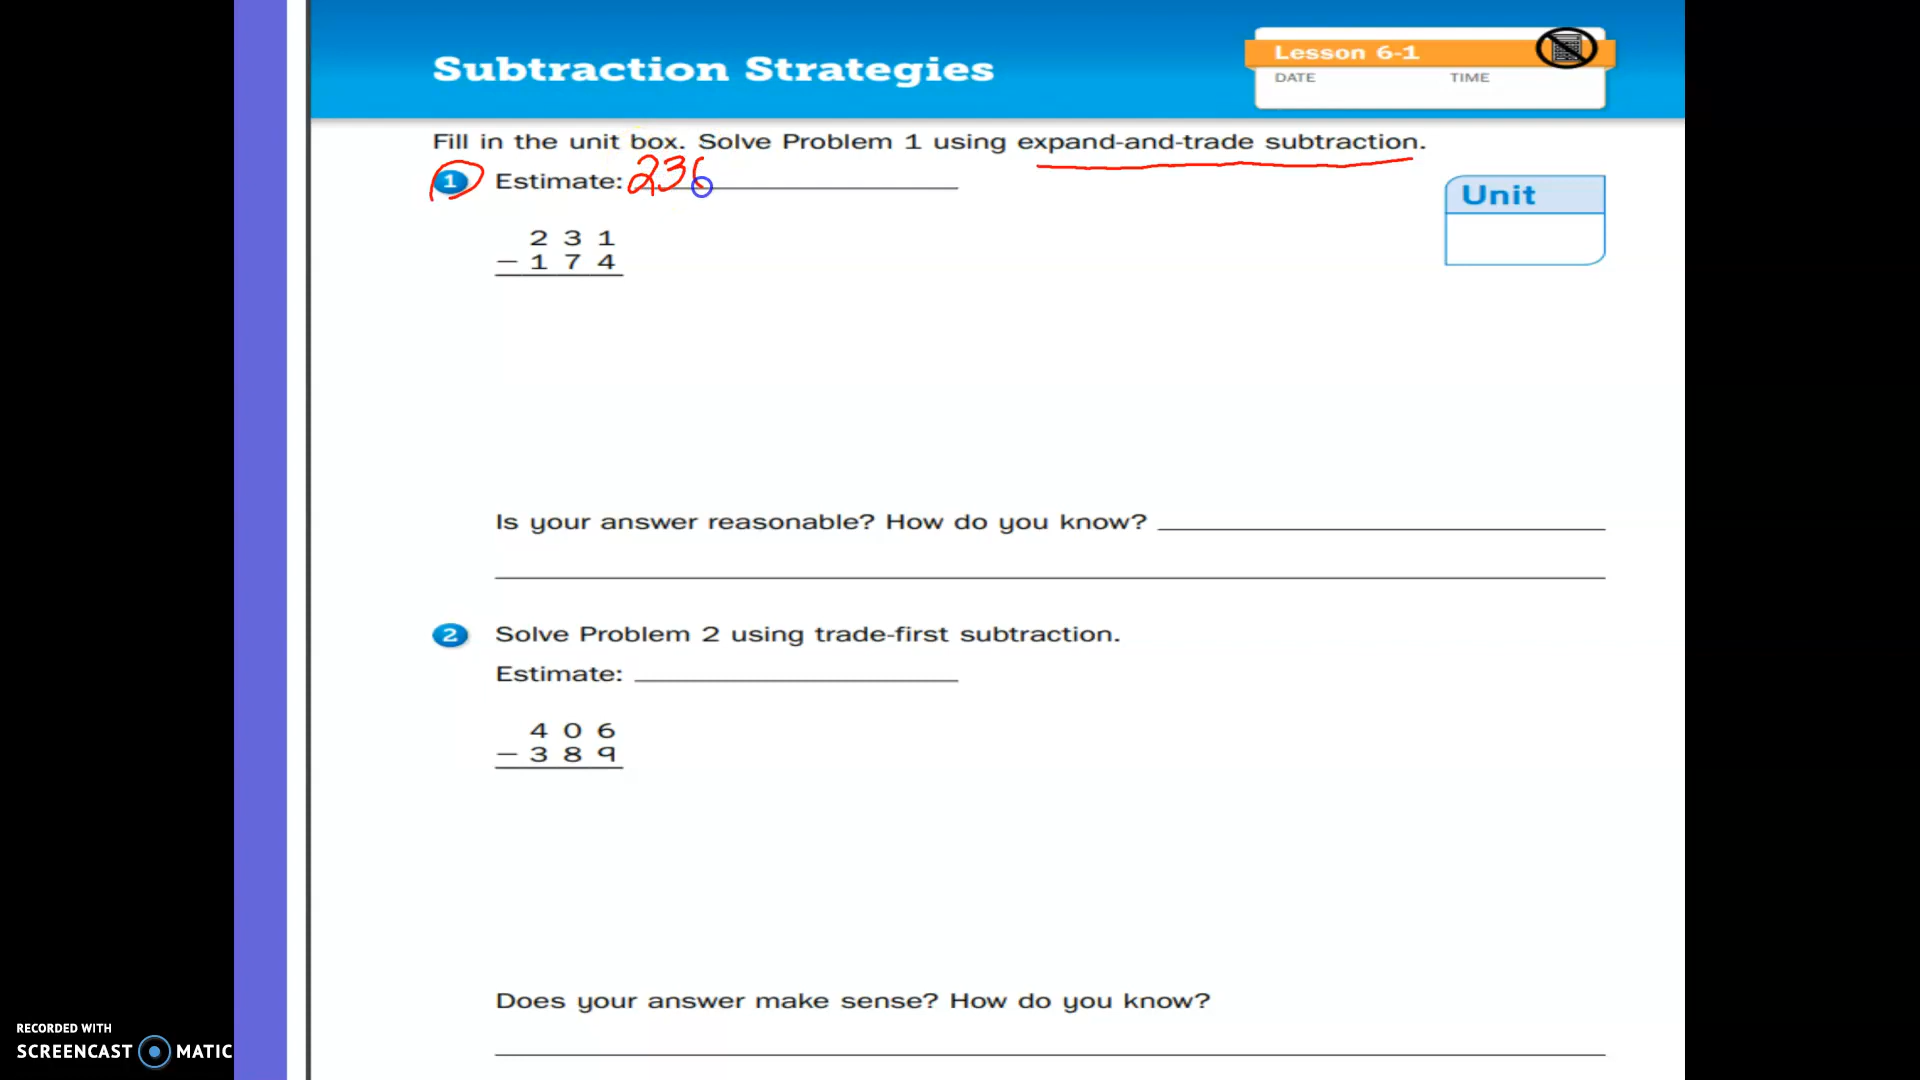 Subtraction Strategies
Lesson 6-1
DATE TIME
Fill in the unit box. Solve Problem 1 using expand-and-trade subtraction.
1 Estimate: 23
Unit
2 3 1
− 1 7 4
Is your answer reasonable? How do you know?
2 Solve Problem 2 using trade-first subtraction.
Estimate:
4 0 6
− 3 8 9
Does your answer make sense? How do you know?
RECORDED WITH
SCREENCAST MATIC